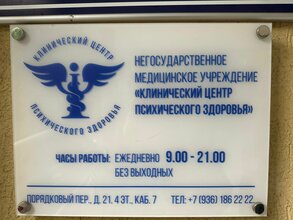 КЛИНИЧЕСКИЙ ЦЕНТР
ПСИХИЧЕСКОГО ЗДОРОВЬЯ
НЕГОСУДАРСТВЕННОЕ
МЕДИЦИНСКОЕ УЧРЕЖДЕНИЕ
«КЛИНИЧЕСКИЙ ЦЕНТР
ПСИХИЧЕСКОГО ЗДОРОВЬЯ»
ЧАСЫ РАБОТЫ: ЕЖЕДНЕВНО 9.00 - 21.00
БЕЗ ВЫХОДНЫХ
ПОРЯДКОВЫЙ ПЕР., Д. 21. 4 ЭТ., КАБ. 7 ТЕЛ: +7 (936) 186 22 22